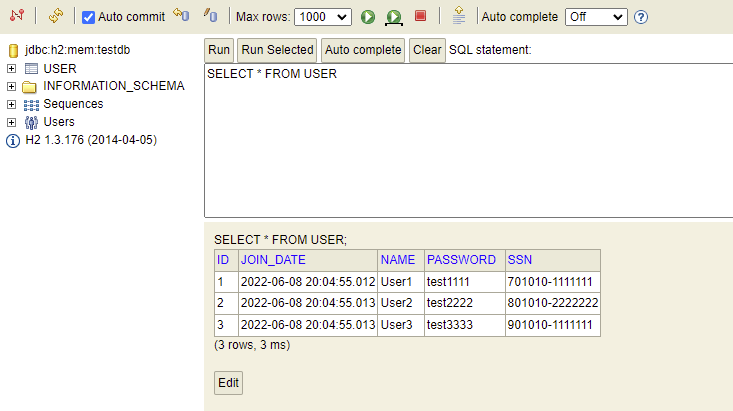 Auto commit Max rows: 1000 Auto complete Off
jdbc:h2:mem:testdb
USER
INFORMATION_SCHEMA
Sequences
Users
H2 1.3.176 (2014-04-05)
Run Run Selected Auto complete Clear SQL statement:
SELECT * FROM USER
SELECT * FROM USER;
ID JOIN_DATE NAME PASSWORD SSN
1 2022-06-08 20:04:55.012 User1 test1111 701010-1111111
2 2022-06-08 20:04:55.013 User2 test2222 801010-2222222
3 2022-06-08 20:04:55.013 User3 test3333 901010-1111111
(3 rows, 3 ms)
Edit